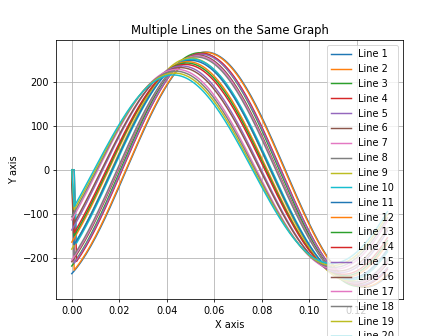 Multiple Lines on the Same Graph
Y axis
200
100
0
−100
−200
0.00
0.02
0.04
0.06
0.08
0.10
X axis
Line 1
Line 2
Line 3
Line 4
Line 5
Line 6
Line 7
Line 8
Line 9
Line 10
Line 11
Line 12
Line 13
Line 14
Line 15
Line 16
Line 17
Line 18
Line 19
Line 20